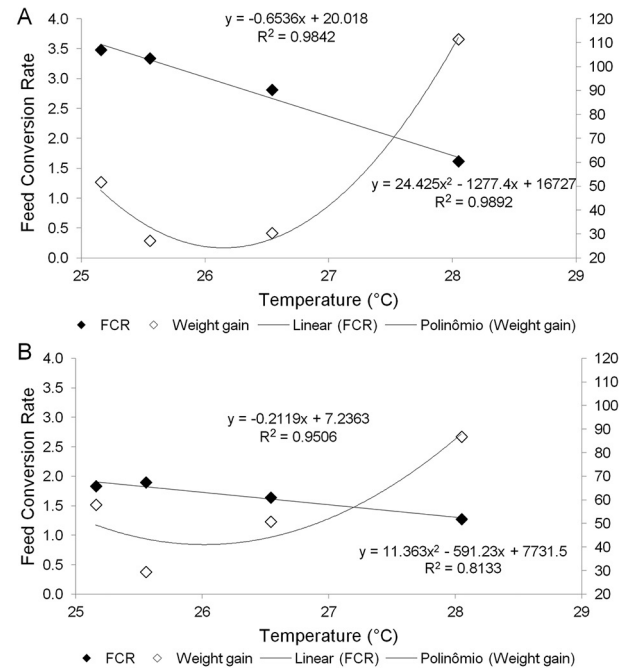 A
y = -0.6536x + 20.018
R² = 0.9842
4.0
3.5
3.0
2.5
2.0
1.5
1.0
0.5
0.0
Feed Conversion Rate
120
110
100
90
80
70
60
50
40
30
20
y = 24.425x² - 1277.4x + 16727
R² = 0.9892
25 26 27 28 29
Temperature (°C)
FCR Weight gain Linear (FCR) Polinômio (Weight gain)
B
4.0
3.5
3.0
2.5
2.0
1.5
1.0
0.5
0.0
Feed Conversion Rate
120
110
100
90
80
70
60
50
40
30
20
y = -0.2119x + 7.2363
R² = 0.9506
y = 11.363x² - 591.23x + 7731.5
R² = 0.8133
25 26 27 28 29
Temperature (°C)
FCR Weight gain Linear (FCR) Polinômio (Weight gain)